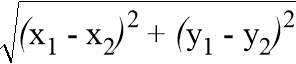 √(x₁ - x₂)² + (y₁ - y₂)²